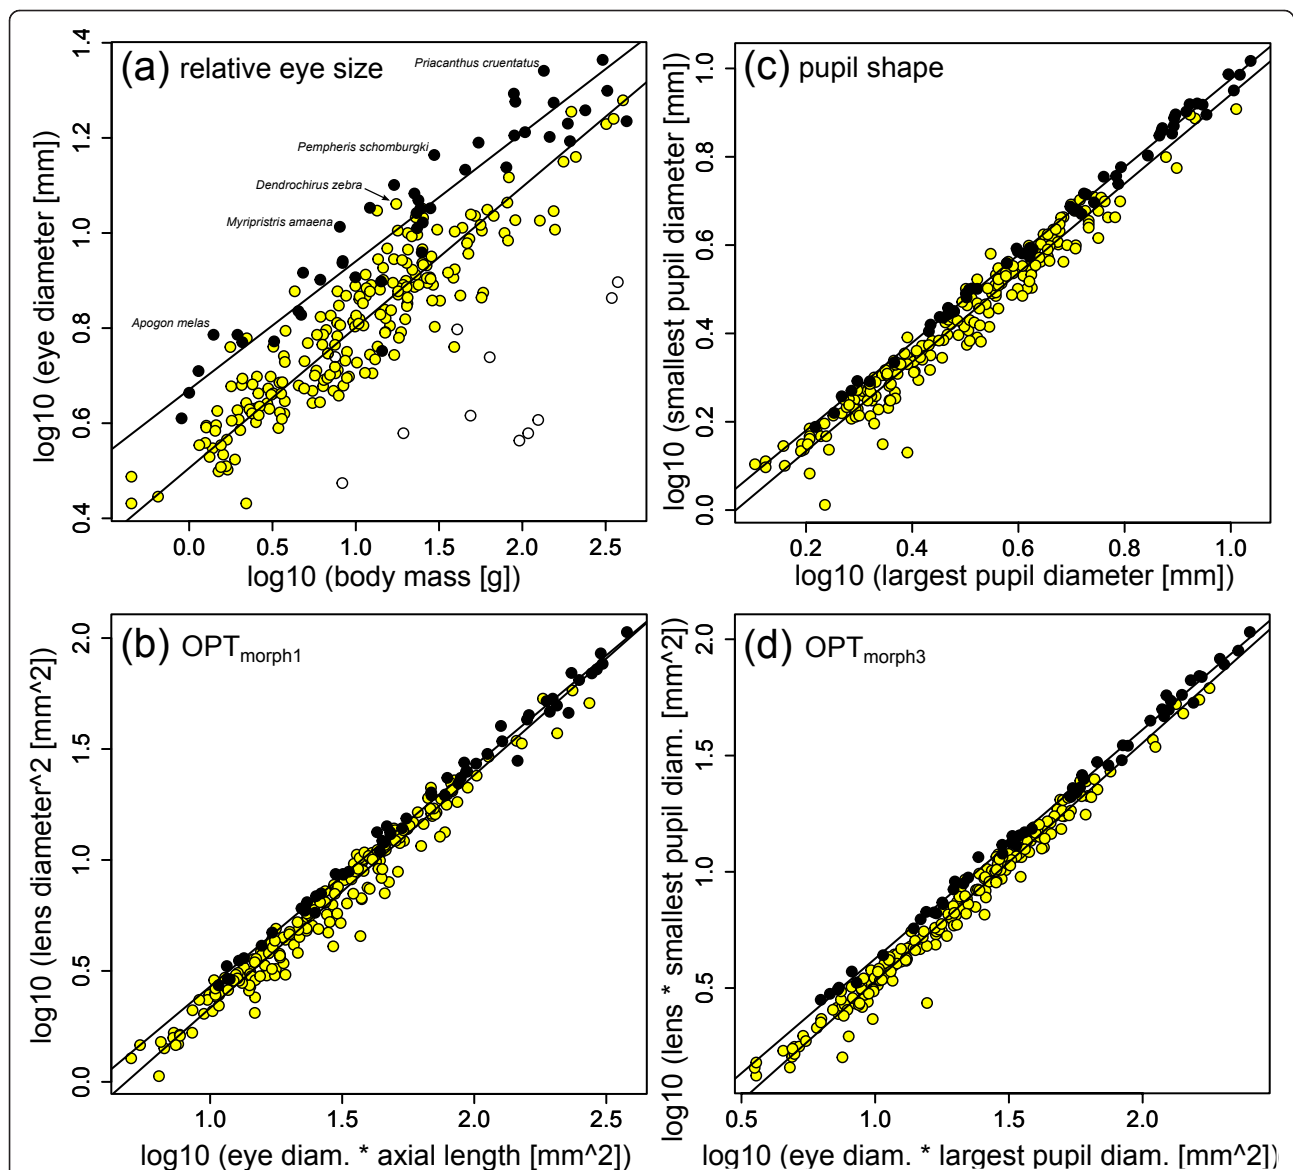 (a) relative eye size
Priacanthus cruentatus
Pempheris schomburgki
Dendrochirus zebra
Myripristris amaena
Apogon melas
log10 (eye diameter [mm])
0.4 0.6 0.8 1.0 1.2 1.4
0.0 0.5 1.0 1.5 2.0 2.5
log10 (body mass [g])
(c) pupil shape
log10 (smallest pupil diameter [mm])
0.0 0.2 0.4 0.6 0.8 1.0
0.2 0.4 0.6 0.8 1.0
log10 (largest pupil diameter [mm])
(b) OPTmorph1
log10 (lens diameter^2 [mm^2])
0.0 0.5 1.0 1.5 2.0
1.0 1.5 2.0 2.5
log10 (eye diam. * axial length [mm^2])
(d) OPTmorph3
log10 (lens * smallest pupil diam. [mm^2])
0.5 1.0 1.5 2.0
0.5 1.0 1.5 2.0
log10 (eye diam. * largest pupil diam. [mm^2])